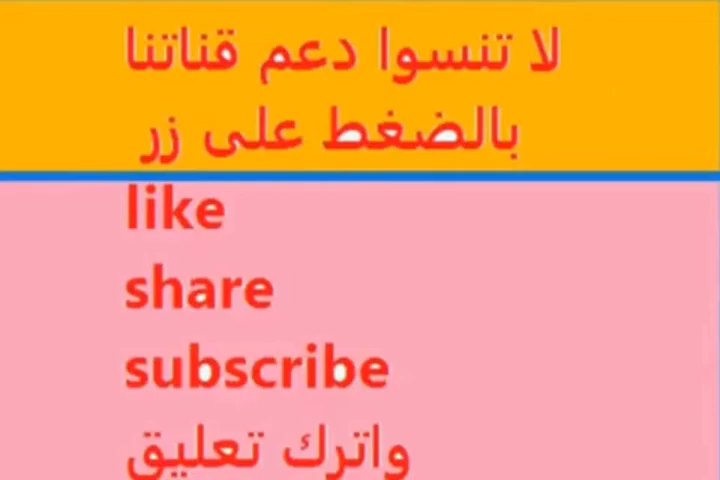 لا تنسوا دعم قناتنا
بالضغط على زر
like
share
subscribe
واترك تعليق